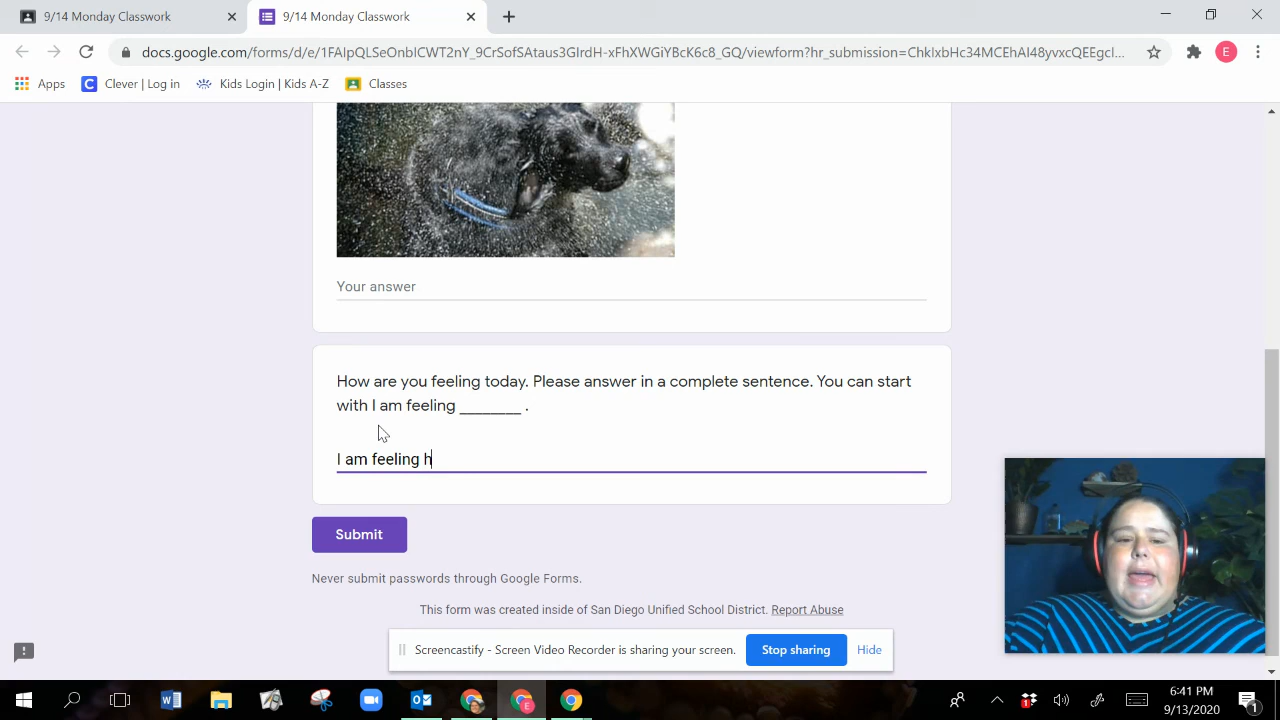 9/14 Monday Classwork
9/14 Monday Classwork
docs.google.com/forms/d/e/1FAIpQLSeOnbICWT2nY_9CrSofSAtaus3GIrdH-xFhXWGiYBcK6c8_GQ/viewform?hr_submission=ChkIxbHc34MCEhAI48yvxcQEEgcI...
E
Apps
Clever | Log in
Kids Login | Kids A-Z
Classes
Your answer
How are you feeling today. Please answer in a complete sentence. You can start
with I am feeling ________ .
I am feeling h
Submit
Never submit passwords through Google Forms.
This form was created inside of San Diego Unified School District. Report Abuse
Screencastify - Screen Video Recorder is sharing your screen.
Stop sharing
Hide
6:41 PM
9/13/2020